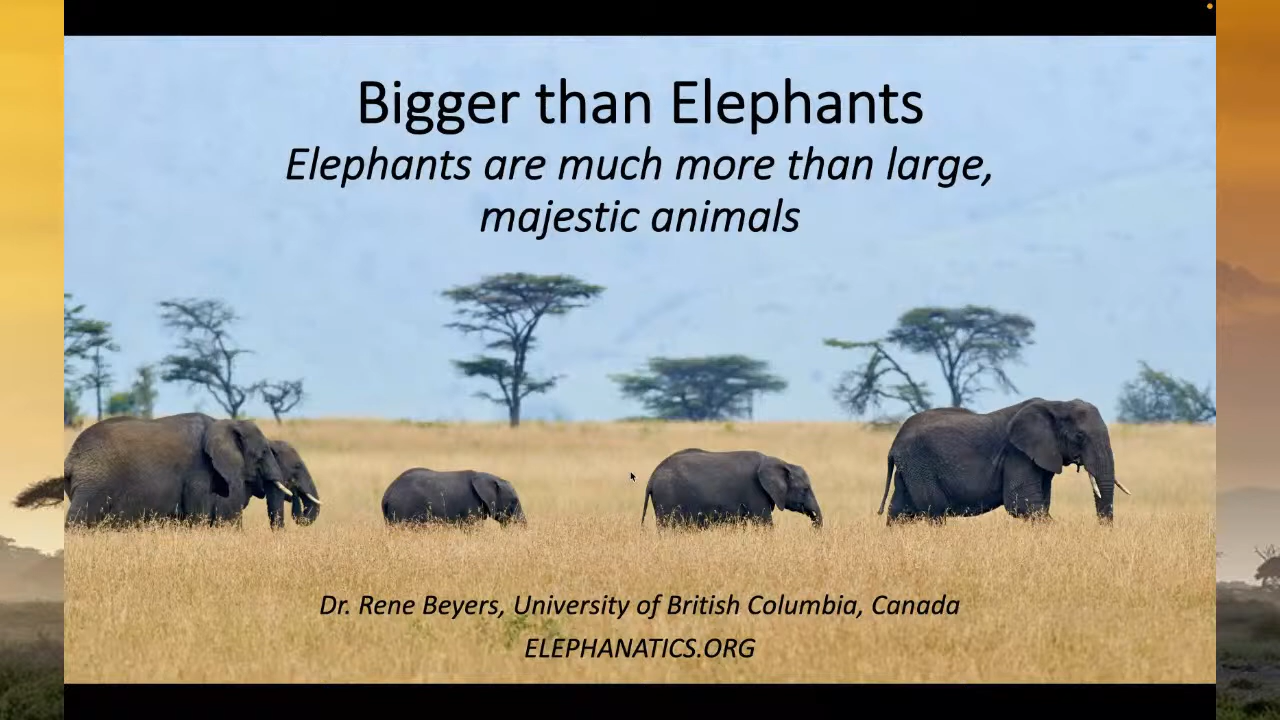 Bigger than Elephants
Elephants are much more than large,
majestic animals
Dr. Rene Beyers, University of British Columbia, Canada
ELEPHANATICS.ORG